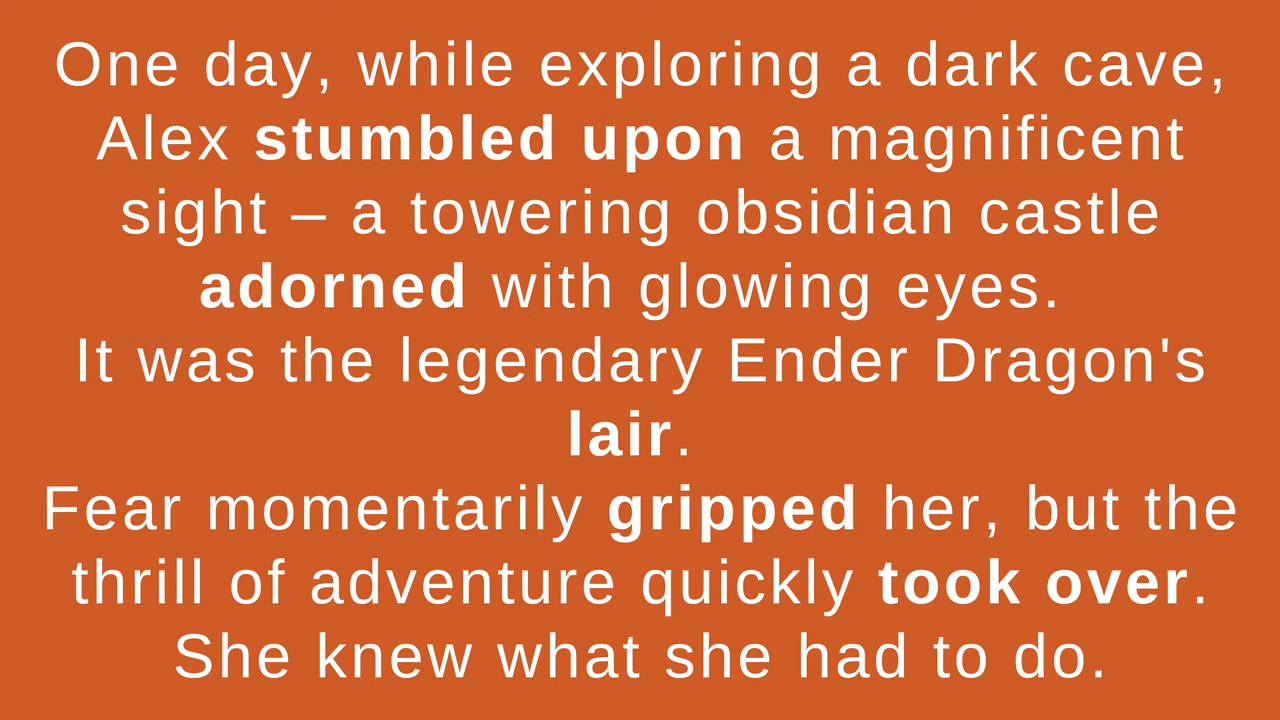 One day, while exploring a dark cave,
Alex stumbled upon a magnificent
sight – a towering obsidian castle
adorned with glowing eyes.
It was the legendary Ender Dragon's
lair.
Fear momentarily gripped her, but the
thrill of adventure quickly took over.
She knew what she had to do.